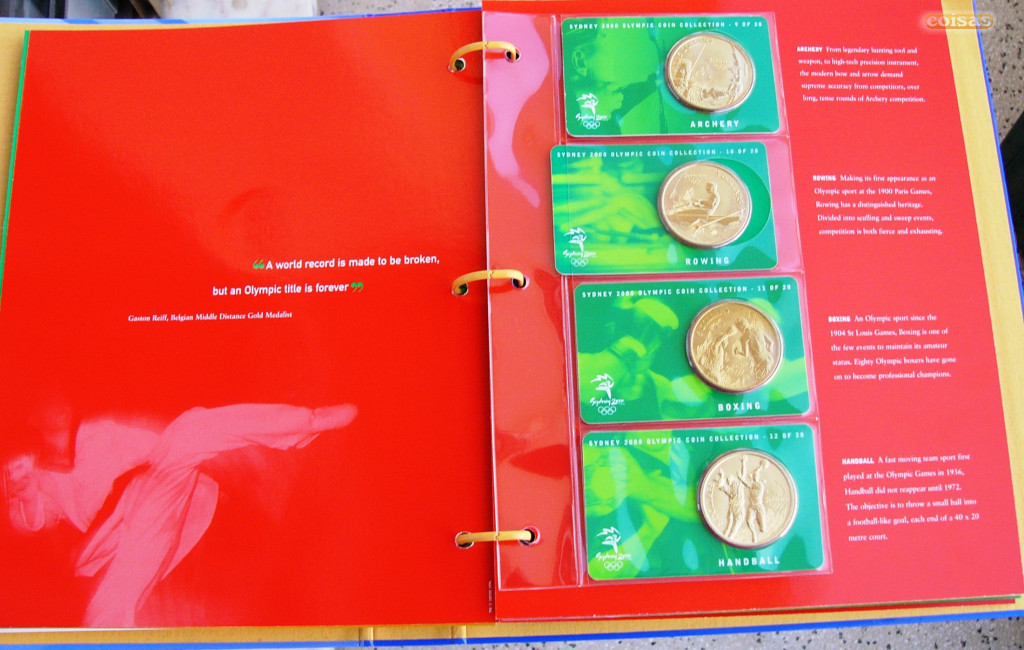 coisas
“A world record is made to be broken,
but an Olympic title is forever”
Gaston Reiff, Belgian Middle Distance Gold Medalist
SYDNEY 2000 OLYMPIC COIN COLLECTION - 9 OF 28
Sydney 2000
ARCHERY
ARCHERY From legendary hunting tool and
weapon, to high-tech precision instrument,
the modern bow and arrow demand
supreme accuracy from competitors, over
long, tense rounds of Archery competition.
SYDNEY 2000 OLYMPIC COIN COLLECTION - 10 OF 28
Sydney 2000
ROWING
ROWING Making its first appearance as an
Olympic sport at the 1900 Paris Games,
Rowing has a distinguished heritage.
Divided into sculling and sweep events,
competition is both fierce and exhausting.
SYDNEY 2000 OLYMPIC COIN COLLECTION - 11 OF 28
Sydney 2000
BOXING
BOXING An Olympic sport since the
1904 St Louis Games, Boxing is one of
the few events to maintain its amateur
status. Eighty Olympic boxers have gone
on to become professional champions.
SYDNEY 2000 OLYMPIC COIN COLLECTION - 12 OF 28
Sydney 2000
HANDBALL
HANDBALL A fast moving team sport first
played at the Olympic Games in 1936,
Handball did not reappear until 1972.
The objective is to throw a small ball into
a football-like goal, each end of a 40 x 20
metre court.